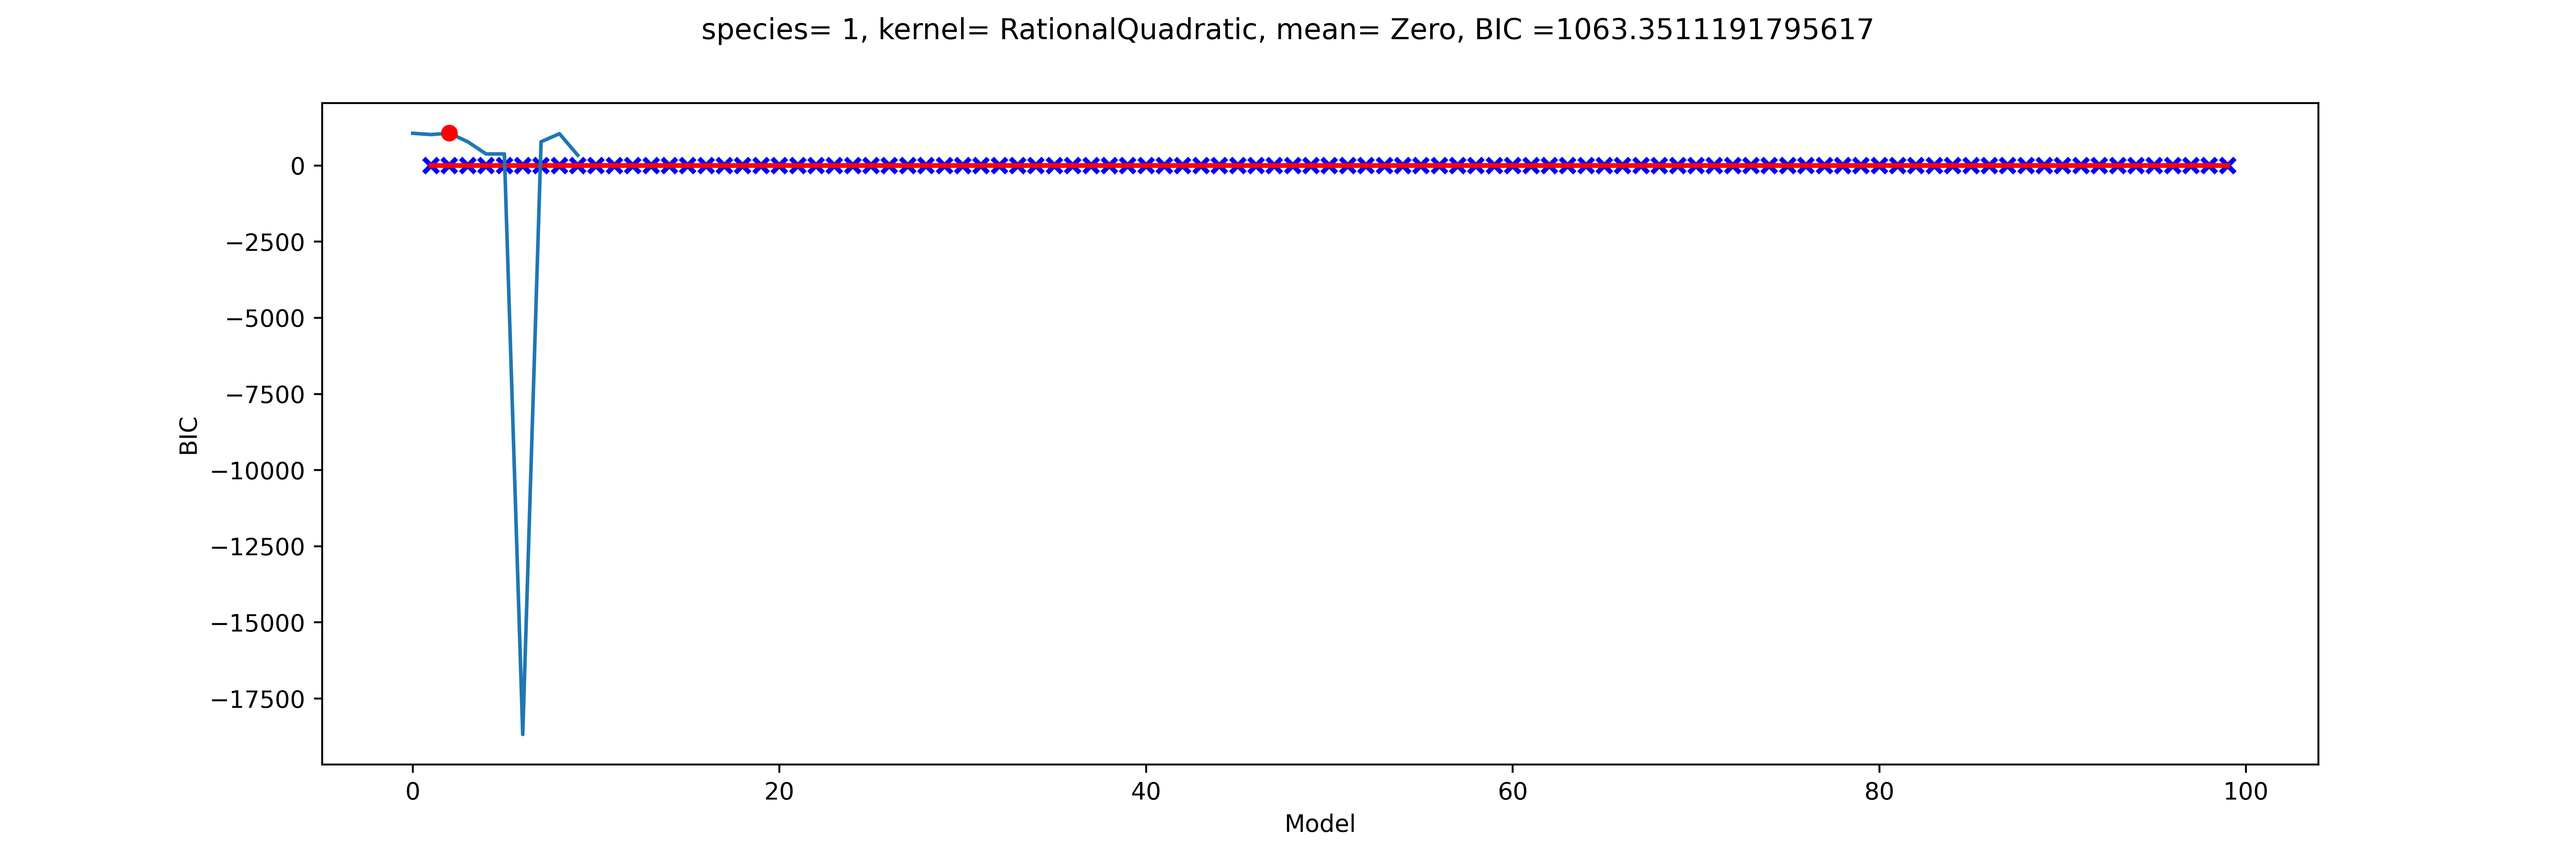 species= 1, kernel= RationalQuadratic, mean= Zero, BIC =1063.3511191795617
0
−2500
−5000
−7500
−10000
−12500
−15000
−17500
BIC
0 20 40 60 80 100
Model